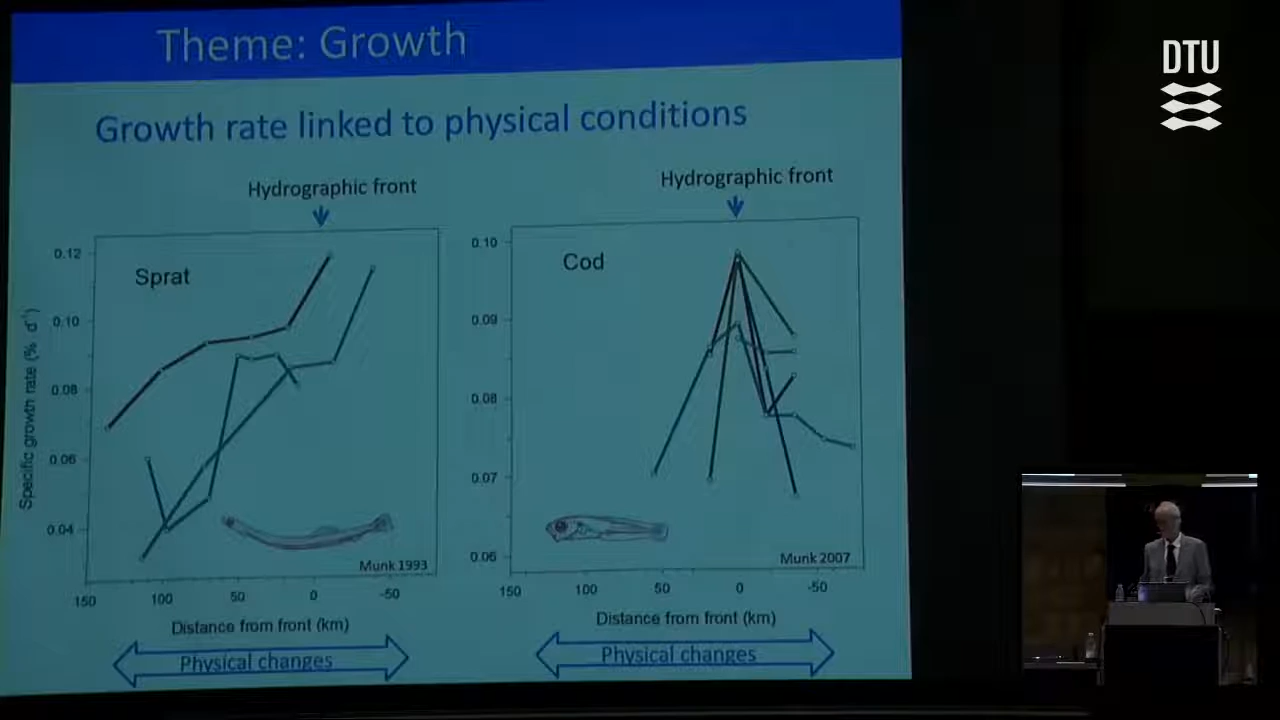 Theme: Growth
DTU
Growth rate linked to physical conditions
Hydrographic front
Hydrographic front
Sprat
Cod
Specific growth rate (% d⁻¹)
0.12
0.10
0.08
0.06
0.04
0.10
0.09
0.08
0.07
0.06
Munk 1993
Munk 2007
150 100 50 0 -50
150 100 50 0 -50
Distance from front (km)
Distance from front (km)
Physical changes
Physical changes